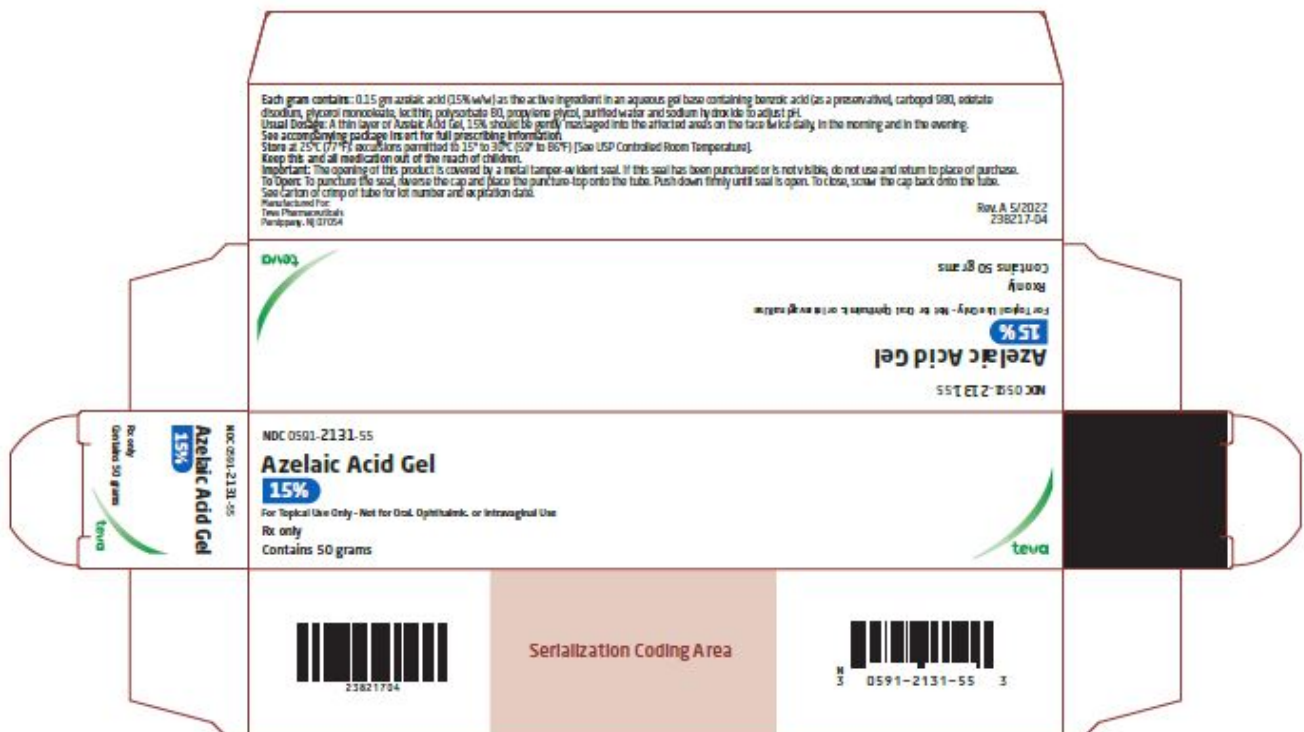 Each gram contains: 0.15 gm azelaic acid (15% w/w) as the active ingredient in an aqueous gel base containing benzoic acid (as a preservative), carbopol 980, edetate
disodium, glycerol monooleate, lecithin, polysorbate 80, propylene glycol, purified water and sodium hydroxide to adjust pH.
Usual Dosage: A thin layer of Azelaic Acid Gel, 15% should be gently massaged into the affected areas on the face twice daily, in the morning and in the evening.
See accompanying package insert for full prescribing information.
Store at 25°C (77°F); excursions permitted to 15° to 30°C (59° to 86°F) [See USP Controlled Room Temperature].
Keep this and all medication out of the reach of children.
Important: The opening of this product is covered by a metal tamper-evident seal. If this seal has been punctured or is not visible, do not use and return to place of purchase.
To Open: To puncture the seal, reverse the cap and place the puncture-top onto the tube. Push down firmly until seal is open. To close, screw the cap back onto the tube.
See carton or crimp of tube for lot number and expiration date.
Manufactured For:
Teva Pharmaceuticals
Parsippany, NJ 07054
Rev. A 5/2022
238217-04
NDC 0591-2131-55
Azelaic Acid Gel
15%
For Topical Use Only - Not for Oral, Ophthalmic, or Intravaginal Use
Rx only
Contains 50 grams
teva
NDC 0591-2131-55
Azelaic Acid Gel
15%
Rx only
Contains 50 grams
teva
NDC 0591-2131-55
Azelaic Acid Gel
15%
For Topical Use Only - Not for Oral, Ophthalmic, or Intravaginal Use
Rx only
Contains 50 grams
teva
23821704
Serialization Coding Area
N
3 0591-2131-55 3